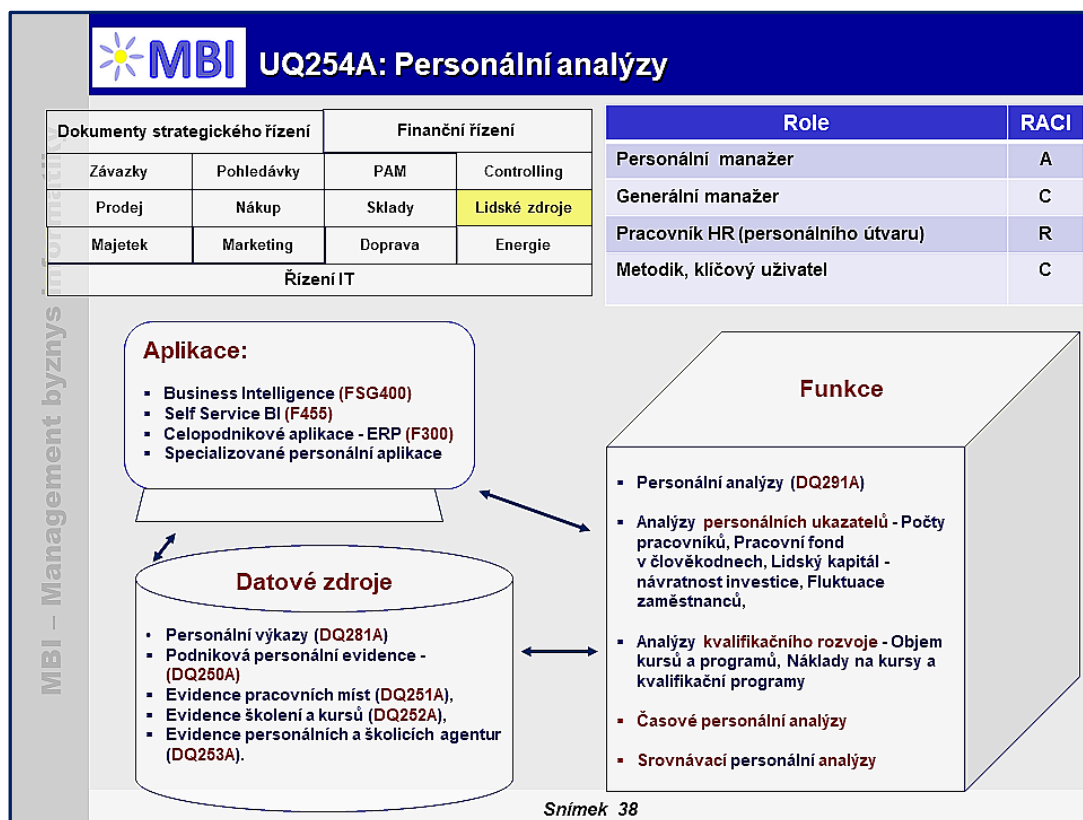 MBI
UQ254A: Personální analýzy
Dokumenty strategického řízení
Finanční řízení
Závazky
Pohledávky
PAM
Controlling
Prodej
Nákup
Sklady
Lidské zdroje
Majetek
Marketing
Doprava
Energie
Řízení IT
Role
RACI
Personální manažer
A
Generální manažer
C
Pracovník HR (personálního útvaru)
R
Metodik, klíčový uživatel
C
MBI – Management byznys informatiky
Aplikace:
▪ Business Intelligence (FSG400)
▪ Self Service BI (F455)
▪ Celopodnikové aplikace - ERP (F300)
▪ Specializované personální aplikace
Datové zdroje
• Personální výkazy (DQ281A)
▪ Podniková personální evidence -
(DQ250A)
▪ Evidence pracovních míst (DQ251A),
▪ Evidence školení a kursů (DQ252A),
▪ Evidence personálních a školicích agentur
(DQ253A).
Funkce
▪ Personální analýzy (DQ291A)
▪ Analýzy personálních ukazatelů - Počty
pracovníků, Pracovní fond
v člověkodnech, Lidský kapitál -
návratnost investice, Fluktuace
zaměstnanců,
▪ Analýzy kvalifikačního rozvoje - Objem
kursů a programů, Náklady na kursy a
kvalifikační programy
▪ Časové personální analýzy
▪ Srovnávací personální analýzy
Snímek 38